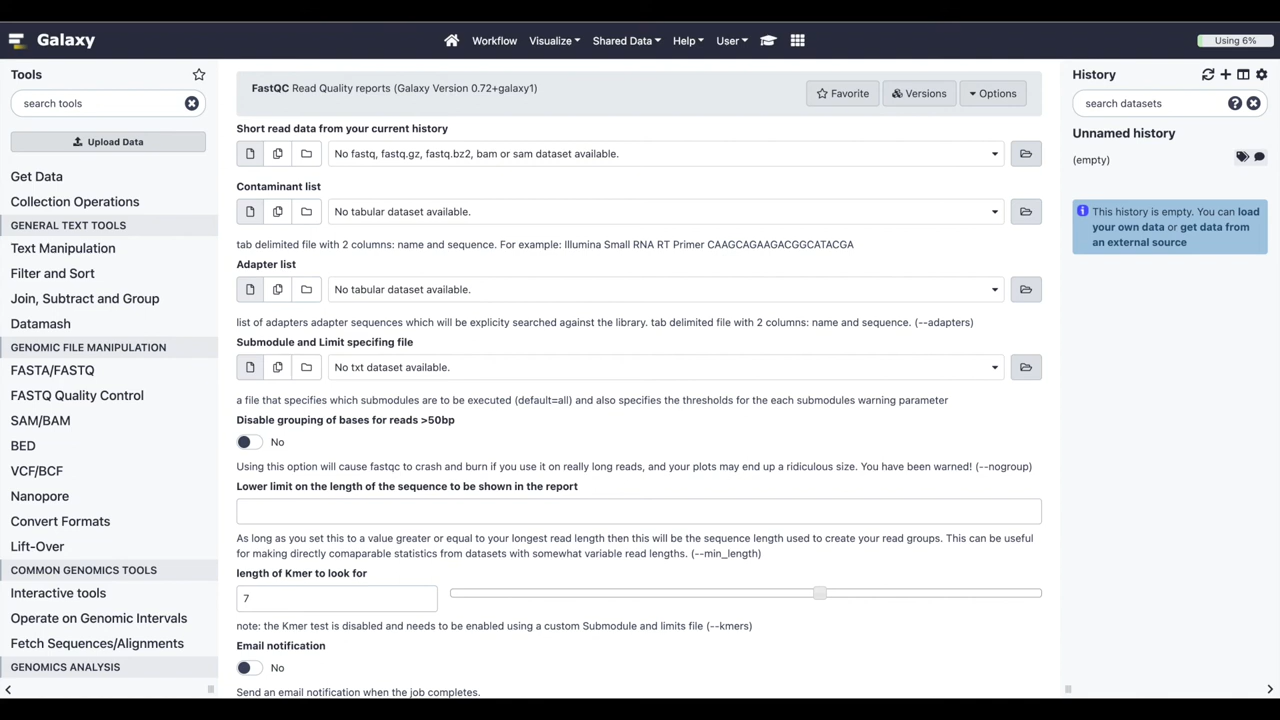 Galaxy
Workflow
Visualize
Shared Data
Help
User
Using 6%
Tools
search tools
Upload Data
Get Data
Collection Operations
GENERAL TEXT TOOLS
Text Manipulation
Filter and Sort
Join, Subtract and Group
Datamash
GENOMIC FILE MANIPULATION
FASTA/FASTQ
FASTQ Quality Control
SAM/BAM
BED
VCF/BCF
Nanopore
Convert Formats
Lift-Over
COMMON GENOMICS TOOLS
Interactive tools
Operate on Genomic Intervals
Fetch Sequences/Alignments
GENOMICS ANALYSIS
FastQC Read Quality reports (Galaxy Version 0.72+galaxy1)
Favorite
Versions
Options
Short read data from your current history
No fastq, fastq.gz, fastq.bz2, bam or sam dataset available.
Contaminant list
No tabular dataset available.
tab delimited file with 2 columns: name and sequence. For example: Illumina Small RNA RT Primer CAAGCAGAAGACGGCATACGA
Adapter list
No tabular dataset available.
list of adapters adapter sequences which will be explicity searched against the library. tab delimited file with 2 columns: name and sequence. (--adapters)
Submodule and Limit specifing file
No txt dataset available.
a file that specifies which submodules are to be executed (default=all) and also specifies the thresholds for the each submodules warning parameter
Disable grouping of bases for reads >50bp
No
Using this option will cause fastqc to crash and burn if you use it on really long reads, and your plots may end up a ridiculous size. You have been warned! (--nogroup)
Lower limit on the length of the sequence to be shown in the report
As long as you set this to a value greater or equal to your longest read length then this will be the sequence length used to create your read groups. This can be useful
for making directly comaparable statistics from datasets with somewhat variable read lengths. (--min_length)
length of Kmer to look for
7
note: the Kmer test is disabled and needs to be enabled using a custom Submodule and limits file (--kmers)
Email notification
No
Send an email notification when the job completes.
History
search datasets
Unnamed history
(empty)
This history is empty. You can load
your own data or get data from
an external source